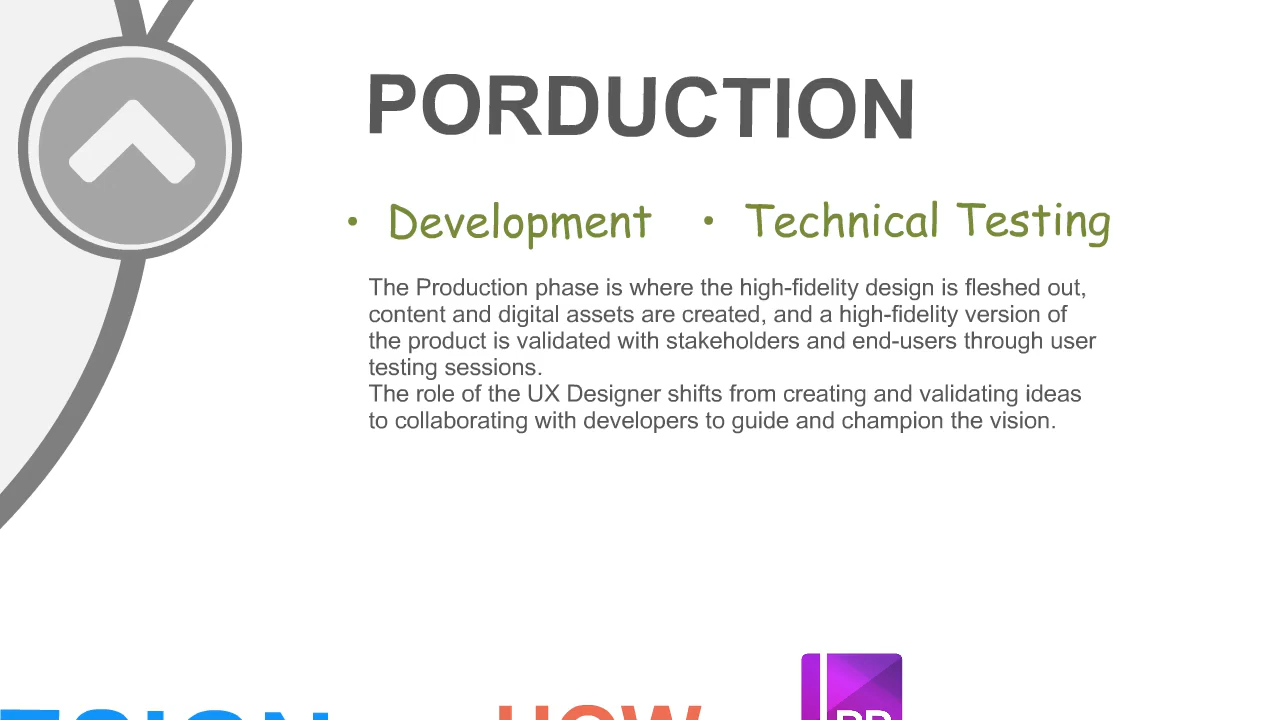 PORDUCTION
• Development • Technical Testing
The Production phase is where the high-fidelity design is fleshed out,
content and digital assets are created, and a high-fidelity version of
the product is validated with stakeholders and end-users through user
testing sessions.
The role of the UX Designer shifts from creating and validating ideas
to collaborating with developers to guide and champion the vision.
HOW